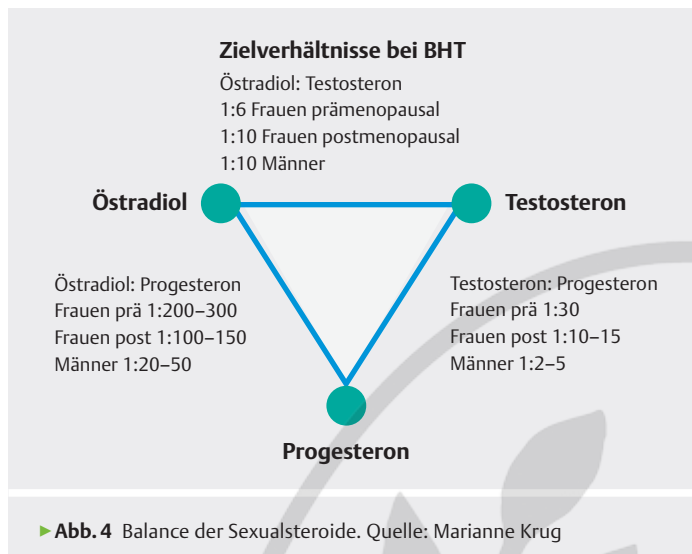 Zielverhältnisse bei BHT
Östradiol: Testosteron
1:6 Frauen prämenopausal
1:10 Frauen postmenopausal
1:10 Männer
Östradiol
Testosteron
Östradiol: Progesteron
Frauen prä 1:200–300
Frauen post 1:100–150
Männer 1:20–50
Testosteron: Progesteron
Frauen prä 1:30
Frauen post 1:10–15
Männer 1:2–5
Progesteron
▶ Abb. 4 Balance der Sexualsteroide. Quelle: Marianne Krug